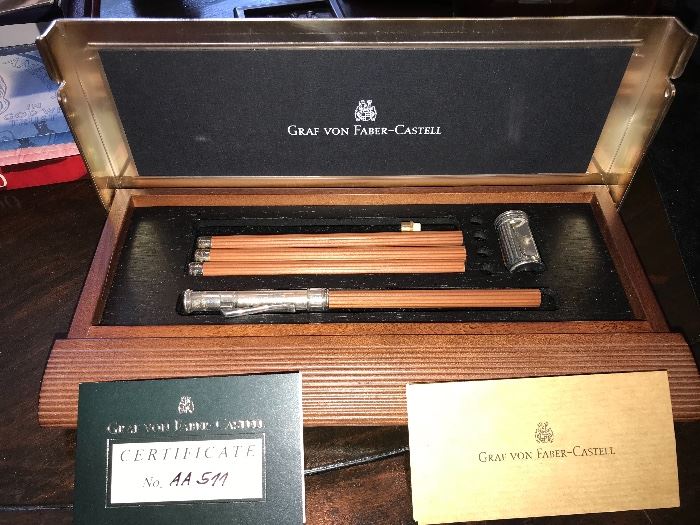 GRAF VON FABER-CASTELL
GRAF VON FABER-CASTELL
CERTIFICATE
No. AA 511
GRAF VON FABER-CASTELL